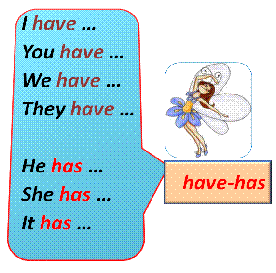 I have ...
You have ...
We have ...
They have ...
He has ...
She has ...
It has ...
have-has